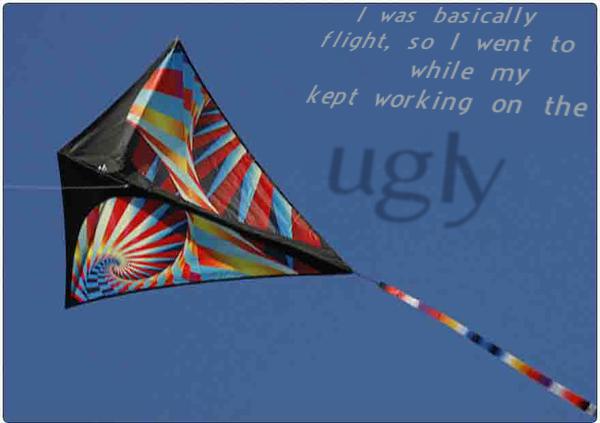 I was basically
flight, so I went to
while my
kept working on the
ugly